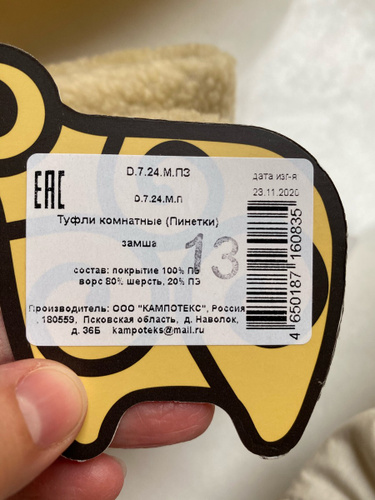 EAC
D.7.24.М.ПЗ
D.7.24.М.П
Туфли комнатные (Пинетки)
замша
13
состав: покрытие 100% ПЭ
ворс 80% шерсть, 20% ПЭ
Производитель: ООО "КАМПОТЕКС", Россия
, 180559, Псковская область, д. Наволок,
д. 36Б kampoteks@mail.ru
дата изг-я
23.11.2020
4 650187 160835